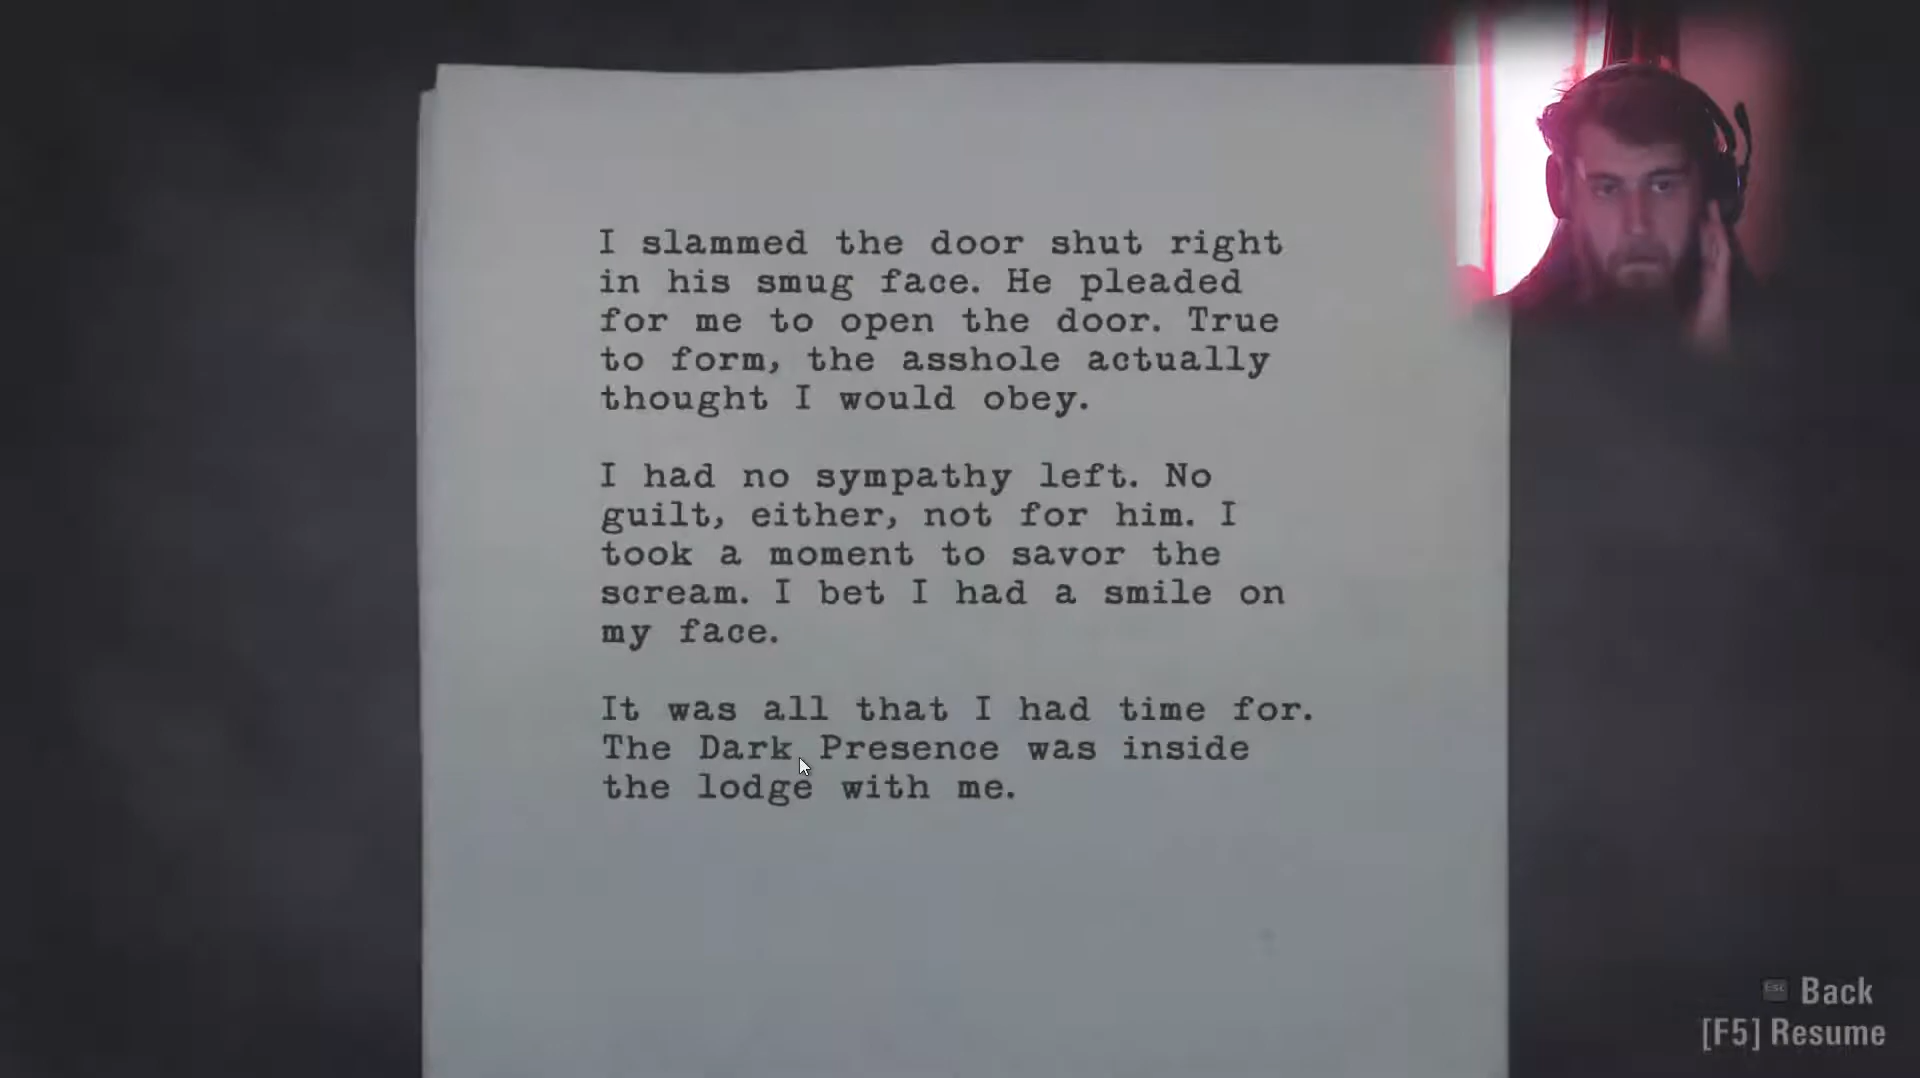 I slammed the door shut right
in his smug face. He pleaded
for me to open the door. True
to form, the asshole actually
thought I would obey.
I had no sympathy left. No
guilt, either, not for him. I
took a moment to savor the
scream. I bet I had a smile on
my face.
It was all that I had time for.
The Dark Presence was inside
the lodge with me.
Esc Back
[F5] Resume